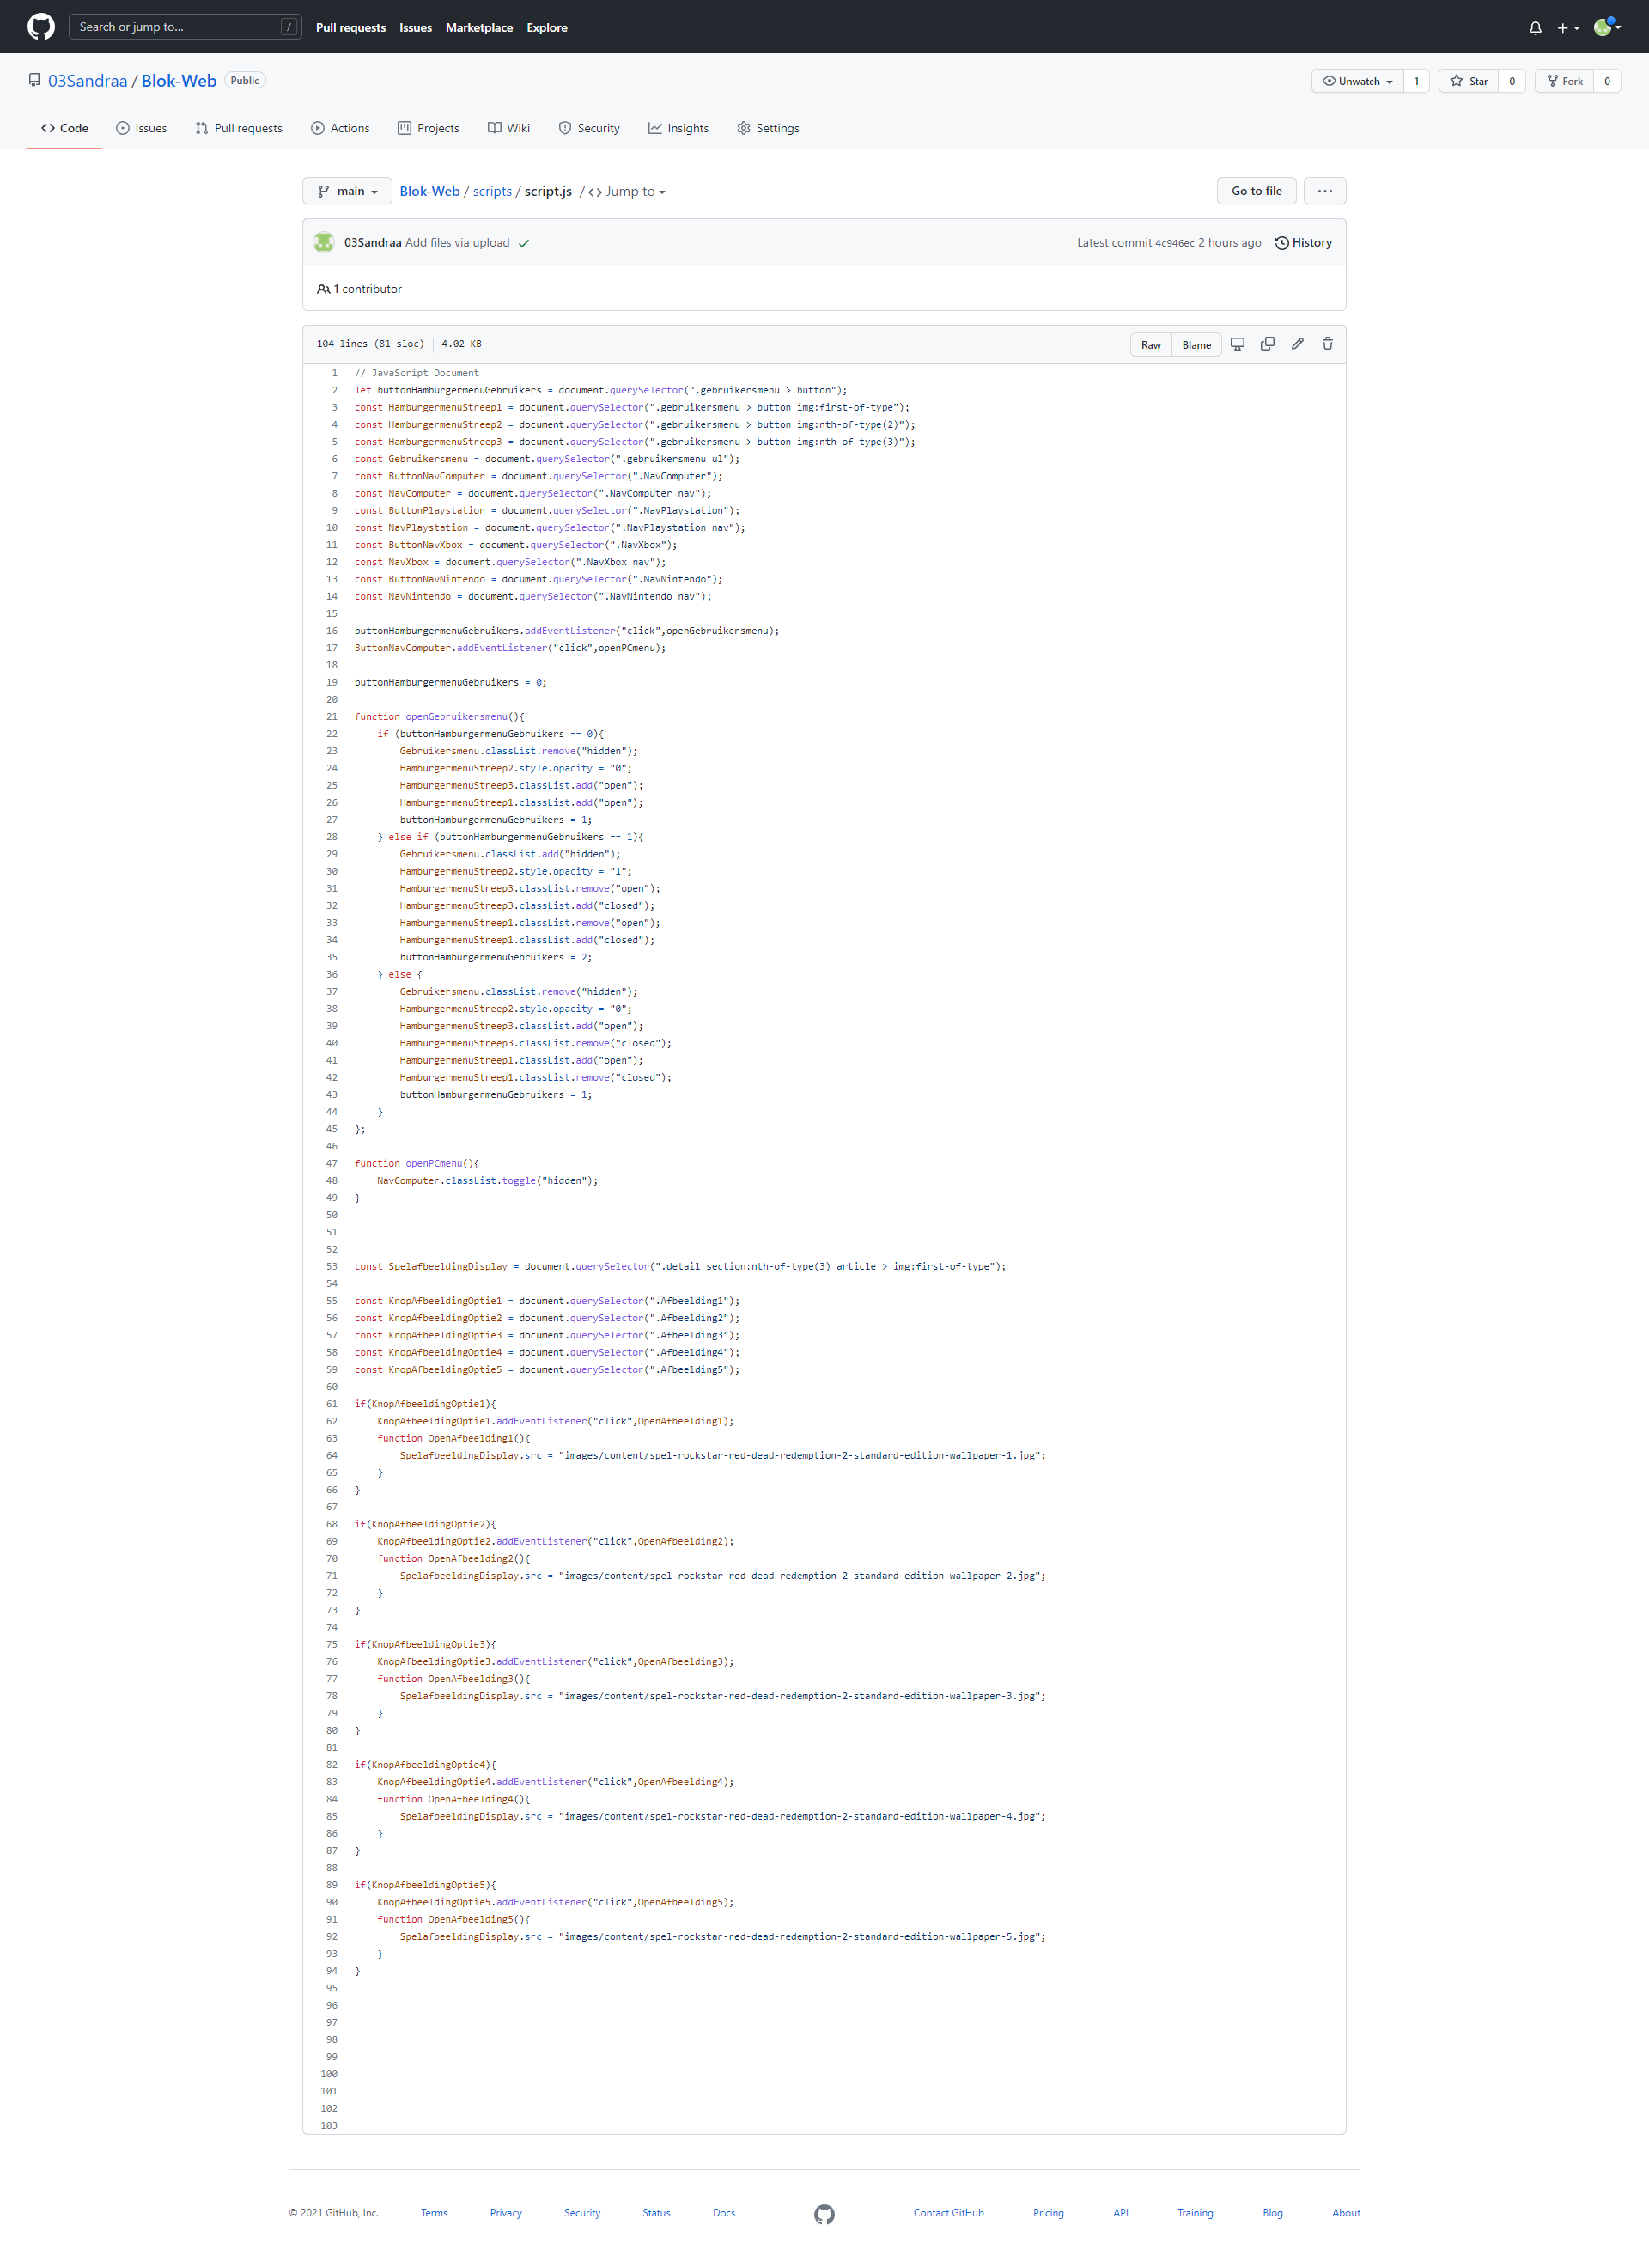 Search or jump to... /
Pull requests Issues Marketplace Explore
03Sandraa / Blok-Web Public
Unwatch 1 Star 0 Fork 0
Code Issues Pull requests Actions Projects Wiki Security Insights Settings
main Blok-Web / scripts / script.js / <> Jump to
Go to file ...
03Sandraa Add files via upload
Latest commit 4c946ec 2 hours ago History
1 contributor
104 lines (81 sloc) 4.02 KB
Raw Blame
1 // JavaScript Document
2 let buttonHamburgermenuGebruikers = document.querySelector(".gebruikersmenu > button");
3 const HamburgermenuStreep1 = document.querySelector(".gebruikersmenu > button img:first-of-type");
4 const HamburgermenuStreep2 = document.querySelector(".gebruikersmenu > button img:nth-of-type(2)");
5 const HamburgermenuStreep3 = document.querySelector(".gebruikersmenu > button img:nth-of-type(3)");
6 const Gebruikersmenu = document.querySelector(".gebruikersmenu ul");
7 const ButtonNavComputer = document.querySelector(".NavComputer");
8 const NavComputer = document.querySelector(".NavComputer nav");
9 const ButtonPlaystation = document.querySelector(".NavPlaystation");
10 const NavPlaystation = document.querySelector(".NavPlaystation nav");
11 const ButtonNavXbox = document.querySelector(".NavXbox");
12 const NavXbox = document.querySelector(".NavXbox nav");
13 const ButtonNavNintendo = document.querySelector(".NavNintendo");
14 const NavNintendo = document.querySelector(".NavNintendo nav");
15
16 buttonHamburgermenuGebruikers.addEventListener("click",openGebruikersmenu);
17 ButtonNavComputer.addEventListener("click",openPCmenu);
18
19 buttonHamburgermenuGebruikers = 0;
20
21 function openGebruikersmenu(){
22 if (buttonHamburgermenuGebruikers == 0){
23 Gebruikersmenu.classList.remove("hidden");
24 HamburgermenuStreep2.style.opacity = "0";
25 HamburgermenuStreep3.classList.add("open");
26 HamburgermenuStreep1.classList.add("open");
27 buttonHamburgermenuGebruikers = 1;
28 } else if (buttonHamburgermenuGebruikers == 1){
29 Gebruikersmenu.classList.add("hidden");
30 HamburgermenuStreep2.style.opacity = "1";
31 HamburgermenuStreep3.classList.remove("open");
32 HamburgermenuStreep3.classList.add("closed");
33 HamburgermenuStreep1.classList.remove("open");
34 HamburgermenuStreep1.classList.add("closed");
35 buttonHamburgermenuGebruikers = 2;
36 } else {
37 Gebruikersmenu.classList.remove("hidden");
38 HamburgermenuStreep2.style.opacity = "0";
39 HamburgermenuStreep3.classList.add("open");
40 HamburgermenuStreep3.classList.remove("closed");
41 HamburgermenuStreep1.classList.add("open");
42 HamburgermenuStreep1.classList.remove("closed");
43 buttonHamburgermenuGebruikers = 1;
44 }
45 };
46
47 function openPCmenu(){
48 NavComputer.classList.toggle("hidden");
49 }
50
51
52
53 const SpelafbeeldingDisplay = document.querySelector(".detail section:nth-of-type(3) article > img:first-of-type");
54
55 const KnopAfbeeldingOptie1 = document.querySelector(".Afbeelding1");
56 const KnopAfbeeldingOptie2 = document.querySelector(".Afbeelding2");
57 const KnopAfbeeldingOptie3 = document.querySelector(".Afbeelding3");
58 const KnopAfbeeldingOptie4 = document.querySelector(".Afbeelding4");
59 const KnopAfbeeldingOptie5 = document.querySelector(".Afbeelding5");
60
61 if(KnopAfbeeldingOptie1){
62 KnopAfbeeldingOptie1.addEventListener("click",OpenAfbeelding1);
63 function OpenAfbeelding1(){
64 SpelafbeeldingDisplay.src = "images/content/spel-rockstar-red-dead-redemption-2-standard-edition-wallpaper-1.jpg";
65 }
66 }
67
68 if(KnopAfbeeldingOptie2){
69 KnopAfbeeldingOptie2.addEventListener("click",OpenAfbeelding2);
70 function OpenAfbeelding2(){
71 SpelafbeeldingDisplay.src = "images/content/spel-rockstar-red-dead-redemption-2-standard-edition-wallpaper-2.jpg";
72 }
73 }
74
75 if(KnopAfbeeldingOptie3){
76 KnopAfbeeldingOptie3.addEventListener("click",OpenAfbeelding3);
77 function OpenAfbeelding3(){
78 SpelafbeeldingDisplay.src = "images/content/spel-rockstar-red-dead-redemption-2-standard-edition-wallpaper-3.jpg";
79 }
80 }
81
82 if(KnopAfbeeldingOptie4){
83 KnopAfbeeldingOptie4.addEventListener("click",OpenAfbeelding4);
84 function OpenAfbeelding4(){
85 SpelafbeeldingDisplay.src = "images/content/spel-rockstar-red-dead-redemption-2-standard-edition-wallpaper-4.jpg";
86 }
87 }
88
89 if(KnopAfbeeldingOptie5){
90 KnopAfbeeldingOptie5.addEventListener("click",OpenAfbeelding5);
91 function OpenAfbeelding5(){
92 SpelafbeeldingDisplay.src = "images/content/spel-rockstar-red-dead-redemption-2-standard-edition-wallpaper-5.jpg";
93 }
94 }
95
96
97
98
99
100
101
102
103
© 2021 GitHub, Inc. Terms Privacy Security Status Docs Contact GitHub Pricing API Training Blog About